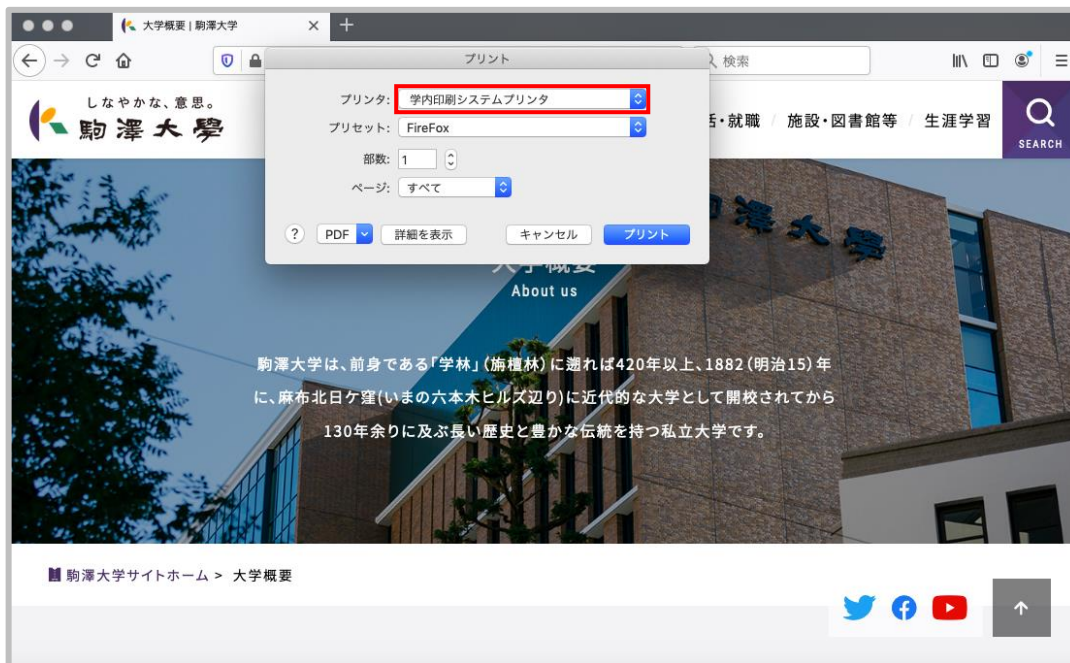 大学概要 | 駒澤大学
プリント
検索
プリンタ: 学内印刷システムプリンタ
プリセット: FireFox
部数: 1
ページ: すべて
? PDF 詳細を表示 キャンセル プリント
しなやかな、意思。
駒澤大學
・就職 / 施設・図書館等 / 生涯学習
SEARCH
駒澤大學
大学概要
About us
駒澤大学は、前身である「学林」(旃檀林)に遡れば420年以上、1882(明治15)年
に、麻布北日ケ窪(いまの六本木ヒルズ辺り)に近代的な大学として開校されてから
130年余りに及ぶ長い歴史と豊かな伝統を持つ私立大学です。
駒澤大学サイトホーム > 大学概要